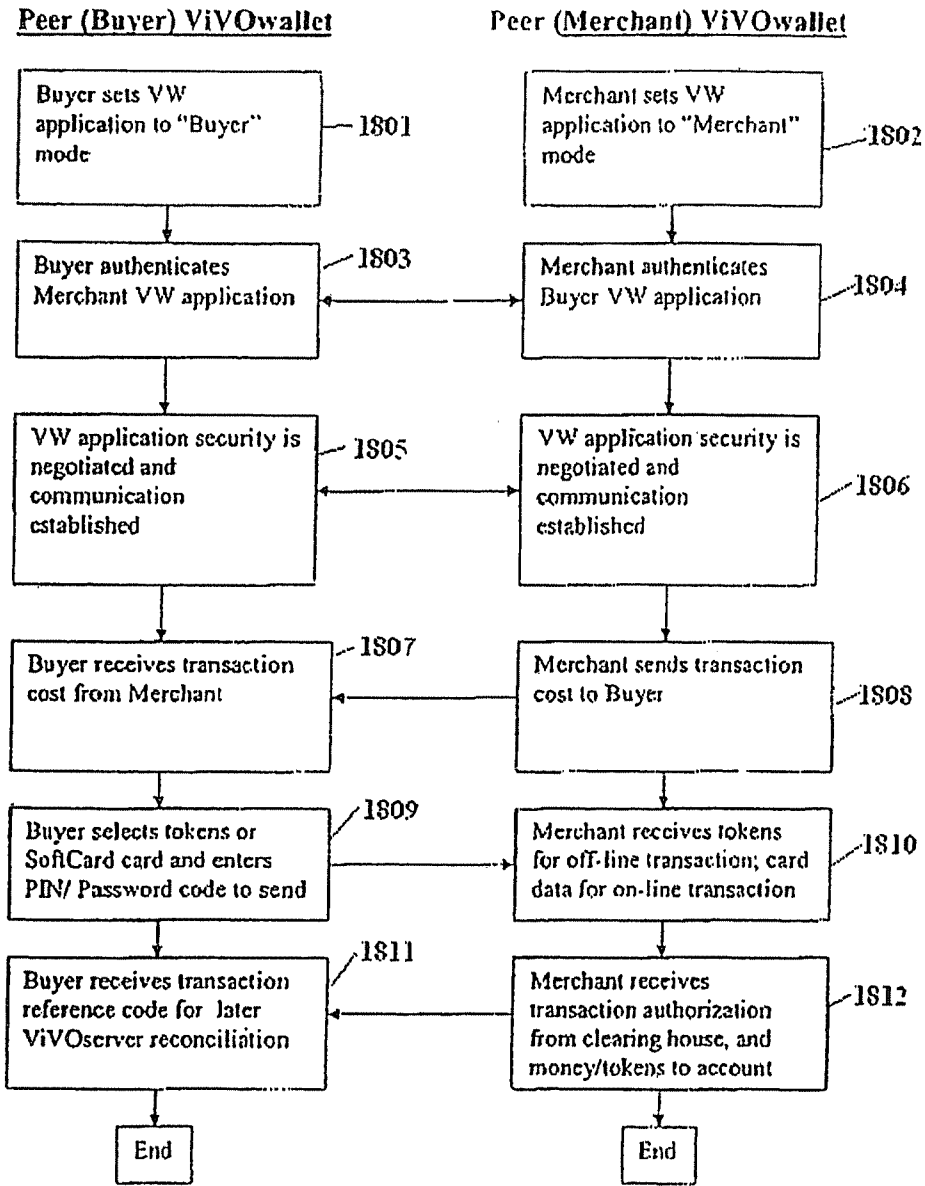 Peer (Buyer) ViVOwallet
Peer (Merchant) ViVOwallet
Buyer sets VW
application to "Buyer"
mode
1801
Merchant sets VW
application to "Merchant"
mode
1802
Buyer authenticates
Merchant VW application
1803
Merchant authenticates
Buyer VW application
1804
VW application security is
negotiated and
communication
established
1805
VW application security is
negotiated and
communication
established
1806
Buyer receives transaction
cost from Merchant
1807
Merchant sends transaction
cost to Buyer
1808
Buyer selects tokens or
SoftCard card and enters
PIN/ Password code to send
1809
Merchant receives tokens
for off-line transaction; card
data for on-line transaction
1810
Buyer receives transaction
reference code for later
ViVOserver reconciliation
1811
Merchant receives
transaction authorization
from clearing house, and
money/tokens to account
1812
End
End